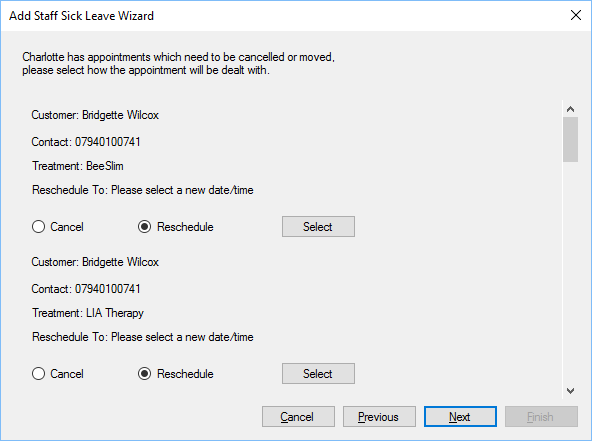 Add Staff Sick Leave Wizard
Charlotte has appointments which need to be cancelled or moved,
please select how the appointment will be dealt with.
Customer: Bridgette Wilcox
Contact: 07940100741
Treatment: BeeSlim
Reschedule To: Please select a new date/time
Cancel Reschedule Select
Customer: Bridgette Wilcox
Contact: 07940100741
Treatment: LIA Therapy
Reschedule To: Please select a new date/time
Cancel Reschedule Select
Cancel Previous Next Finish